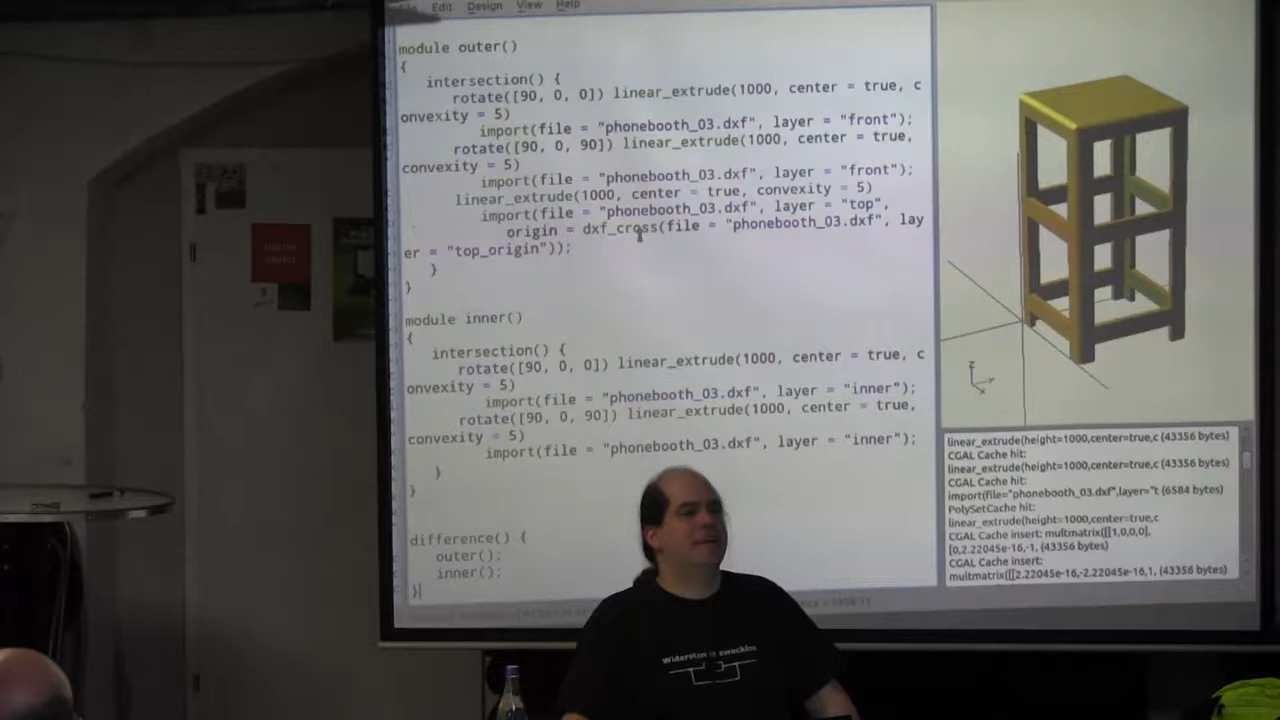 File Edit Design View Help
module outer()
{
intersection() {
rotate([90, 0, 0]) linear_extrude(1000, center = true, c
onvexity = 5)
import(file = "phonebooth_03.dxf", layer = "front");
rotate([90, 0, 90]) linear_extrude(1000, center = true,
convexity = 5)
import(file = "phonebooth_03.dxf", layer = "front");
linear_extrude(1000, center = true, convexity = 5)
import(file = "phonebooth_03.dxf", layer = "top",
origin = dxf_cross(file = "phonebooth_03.dxf", lay
er = "top_origin"));
}
}
module inner()
{
intersection() {
rotate([90, 0, 0]) linear_extrude(1000, center = true, c
onvexity = 5)
import(file = "phonebooth_03.dxf", layer = "inner");
rotate([90, 0, 90]) linear_extrude(1000, center = true,
convexity = 5)
import(file = "phonebooth_03.dxf", layer = "inner");
}
}
difference() {
outer();
inner();
}
linear_extrude(height=1000,center=true,c (43356 bytes)
CGAL Cache hit:
linear_extrude(height=1000,center=true,c (43356 bytes)
CGAL Cache hit:
import(file="phonebooth_03.dxf",layer="t (6584 bytes)
PolySetCache hit:
linear_extrude(height=1000,center=true,c
CGAL Cache insert: multmatrix([[1,0,0,0],
[0,2.22045e-16,-1, (43356 bytes)
CGAL Cache insert:
multmatrix([[2.22045e-16,-2.22045e-16,1, (43356 bytes)
Z
Y
X
Widerstan is zwecklos